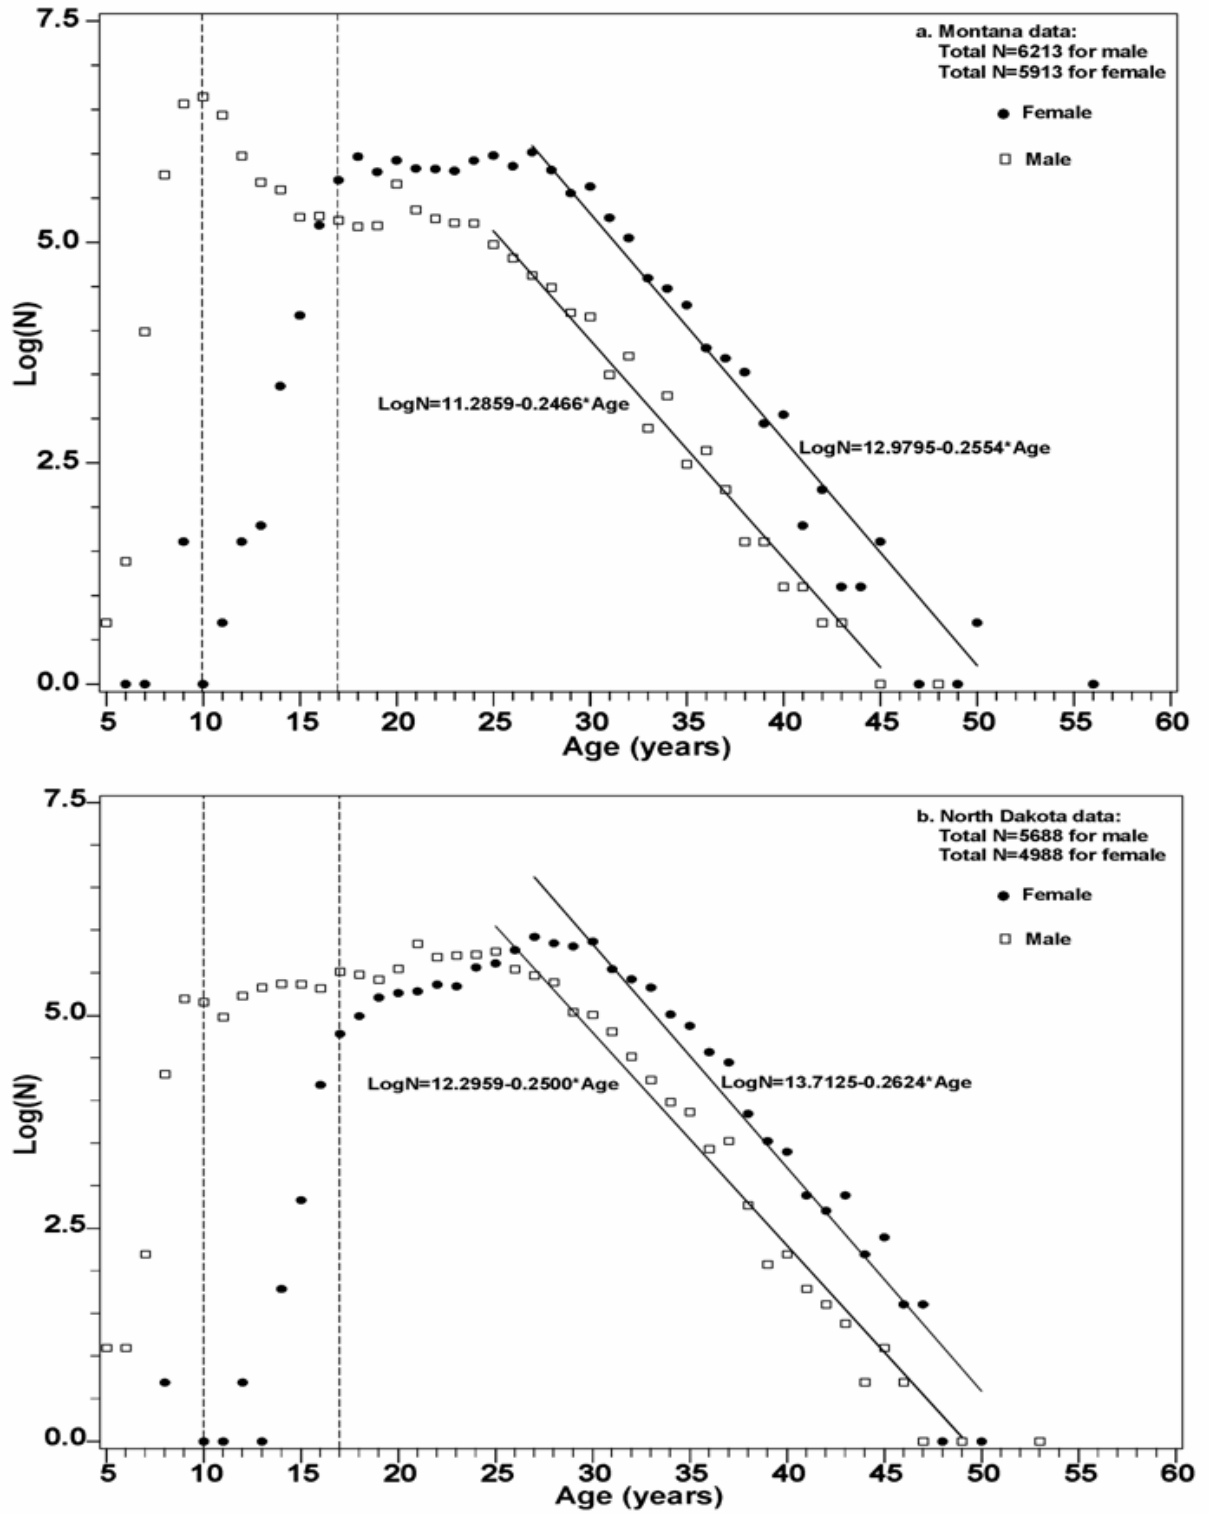 7.5
a. Montana data:
Total N=6213 for male
Total N=5913 for female
Female
Male
5.0
Log(N)
LogN=11.2859-0.2466*Age
LogN=12.9795-0.2554*Age
2.5
0.0
5 10 15 20 25 30 35 40 45 50 55 60
Age (years)
7.5
b. North Dakota data:
Total N=5688 for male
Total N=4988 for female
Female
Male
5.0
Log(N)
LogN=12.2959-0.2500*Age
LogN=13.7125-0.2624*Age
2.5
0.0
5 10 15 20 25 30 35 40 45 50 55 60
Age (years)